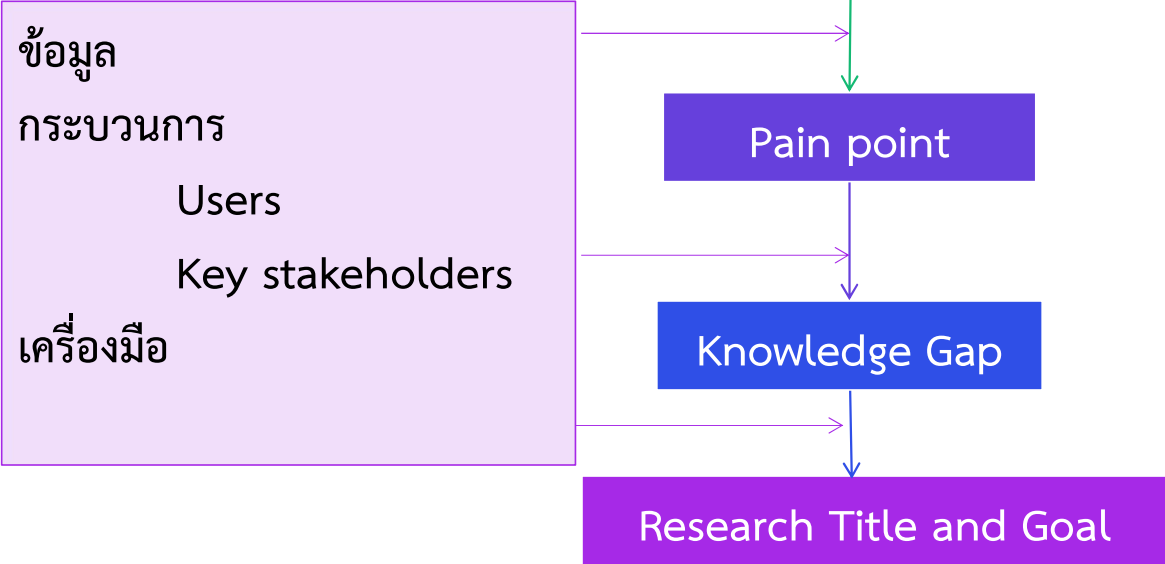 ข้อมูล
กระบวนการ
Users
Key stakeholders
เครื่องมือ
Pain point
Knowledge Gap
Research Title and Goal